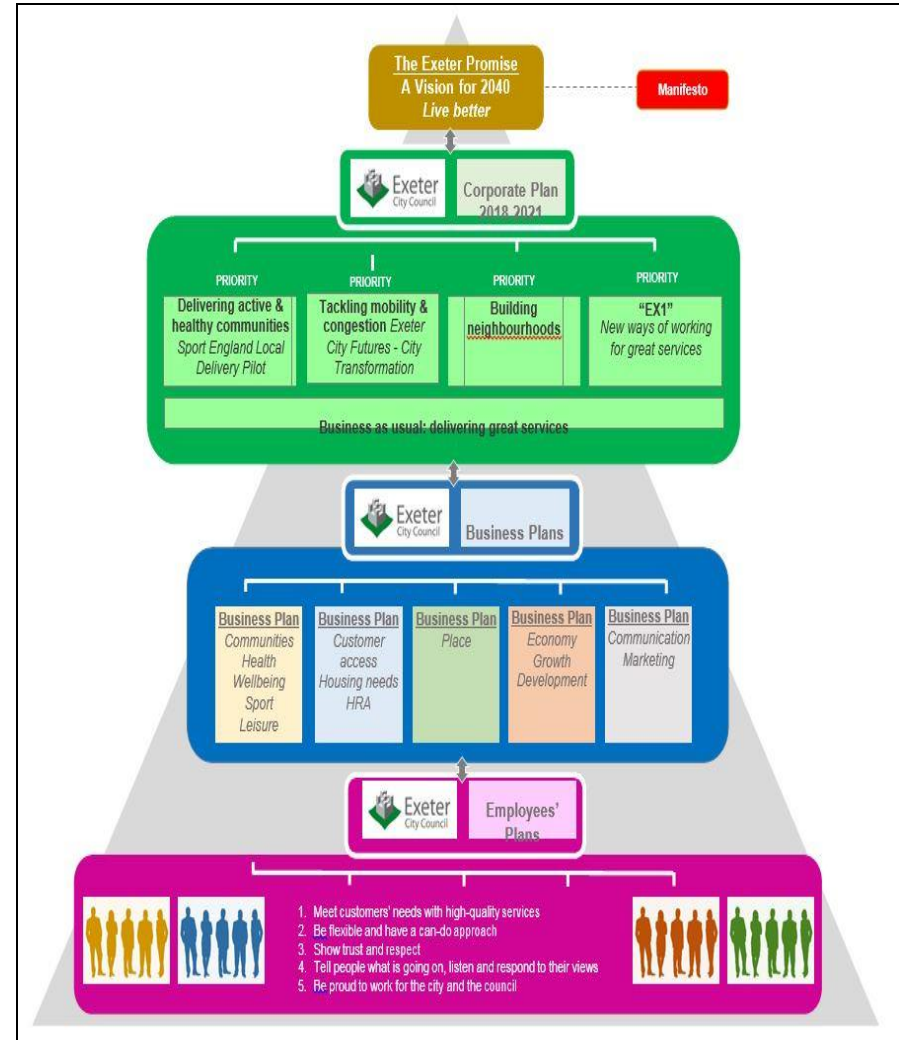 The Exeter Promise
A Vision for 2040
Live better
Manifesto
Exeter
City Council
Corporate Plan
2018 2021
PRIORITY
Delivering active &
healthy communities
Sport England Local
Delivery Pilot
PRIORITY
Tackling mobility &
congestion Exeter
City Futures - City
Transformation
PRIORITY
Building
neighbourhoods
PRIORITY
“EX1”
New ways of working
for great services
Business as usual: delivering great services
Exeter
City Council
Business Plans
Business Plan
Communities
Health
Wellbeing
Sport
Leisure
Business Plan
Customer
access
Housing needs
HRA
Business Plan
Place
Business Plan
Economy
Growth
Development
Business Plan
Communication
Marketing
Exeter
City Council
Employees’
Plans
1. Meet customers’ needs with high-quality services
2. Be flexible and have a can-do approach
3. Show trust and respect
4. Tell people what is going on, listen and respond to their views
5. Be proud to work for the city and the council